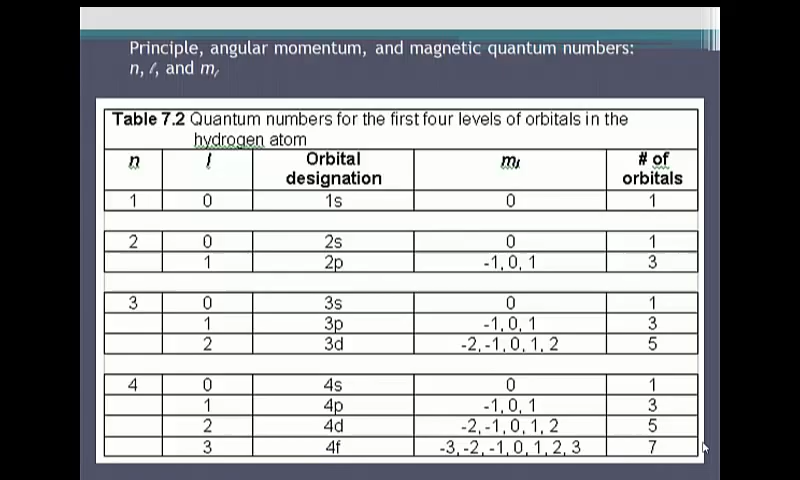 Principle, angular momentum, and magnetic quantum numbers:
n, ℓ, and mℓ
Table 7.2 Quantum numbers for the first four levels of orbitals in the
hydrogen atom
n l Orbital designation ml # of orbitals
1 0 1s 0 1
2 0 2s 0 1
1 2p -1, 0, 1 3
3 0 3s 0 1
1 3p -1, 0, 1 3
2 3d -2, -1, 0, 1, 2 5
4 0 4s 0 1
1 4p -1, 0, 1 3
2 4d -2, -1, 0, 1, 2 5
3 4f -3, -2, -1, 0, 1, 2, 3 7